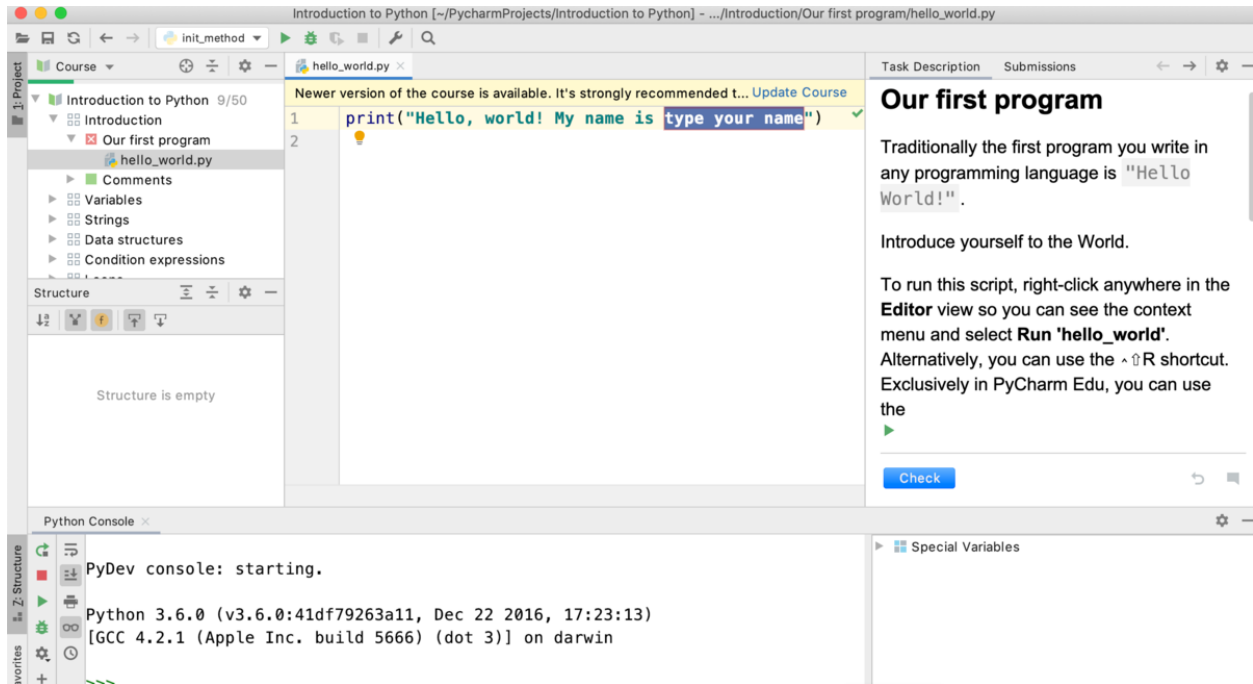 Introduction to Python [~/PycharmProjects/Introduction to Python] - .../Introduction/Our first program/hello_world.py
init_method
1: Project
Course
Introduction to Python 9/50
Introduction
Our first program
hello_world.py
Comments
Variables
Strings
Data structures
Condition expressions
Structure
Structure is empty
hello_world.py
Newer version of the course is available. It's strongly recommended t... Update Course
1 print("Hello, world! My name is type your name")
2
Task Description Submissions
Our first program
Traditionally the first program you write in
any programming language is "Hello
World!" .
Introduce yourself to the World.
To run this script, right-click anywhere in the
Editor view so you can see the context
menu and select Run 'hello_world'.
Alternatively, you can use the ⌃⇧R shortcut.
Exclusively in PyCharm Edu, you can use
the
Check
Python Console
Z: Structure
avorites
PyDev console: starting.
Python 3.6.0 (v3.6.0:41df79263a11, Dec 22 2016, 17:23:13)
[GCC 4.2.1 (Apple Inc. build 5666) (dot 3)] on darwin
>>>
Special Variables